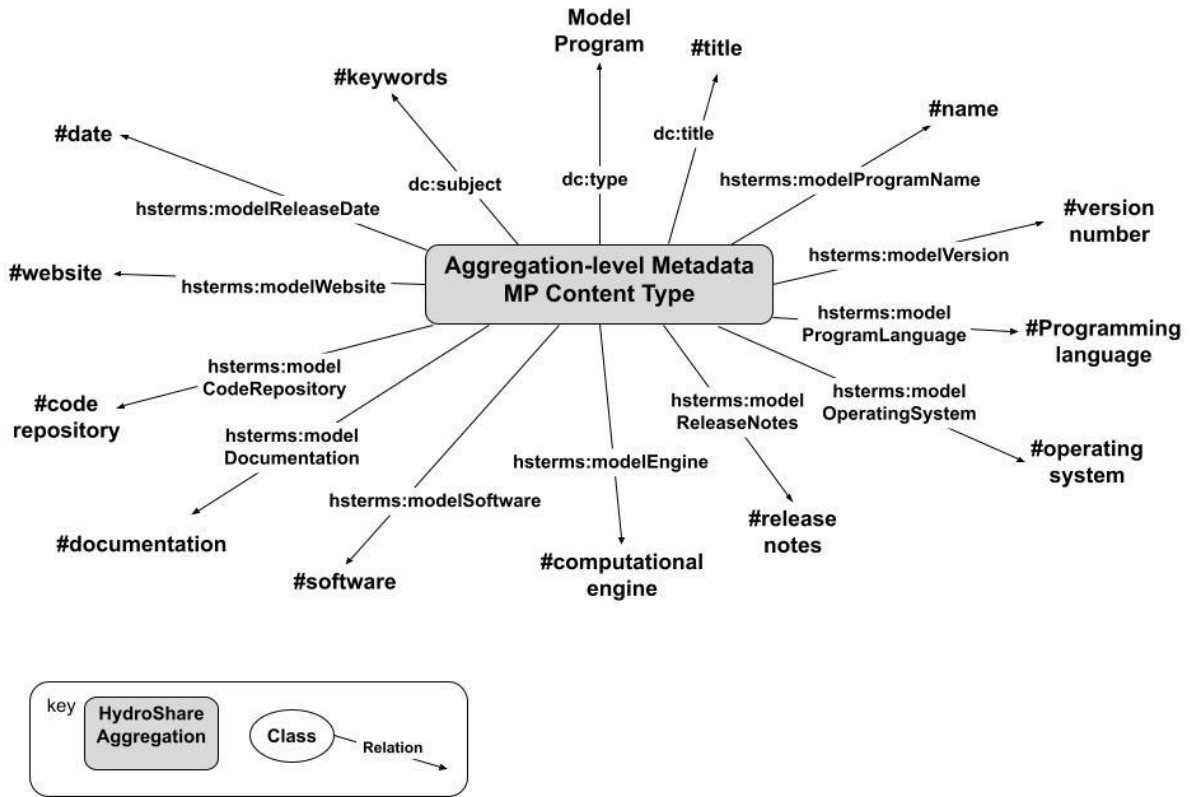 Model
Program
#title
#keywords
#name
#date
dc:title
dc:type
dc:subject
hsterms:modelProgramName
hsterms:modelReleaseDate
#version
number
Aggregation-level Metadata
MP Content Type
hsterms:modelVersion
#website
hsterms:modelWebsite
hsterms:model
ProgramLanguage
#Programming
language
hsterms:model
CodeRepository
#code
repository
hsterms:model
OperatingSystem
hsterms:model
ReleaseNotes
hsterms:model
Documentation
hsterms:modelEngine
#operating
system
hsterms:modelSoftware
#release
notes
#documentation
#software
#computational
engine
key
HydroShare
Aggregation
Class
Relation